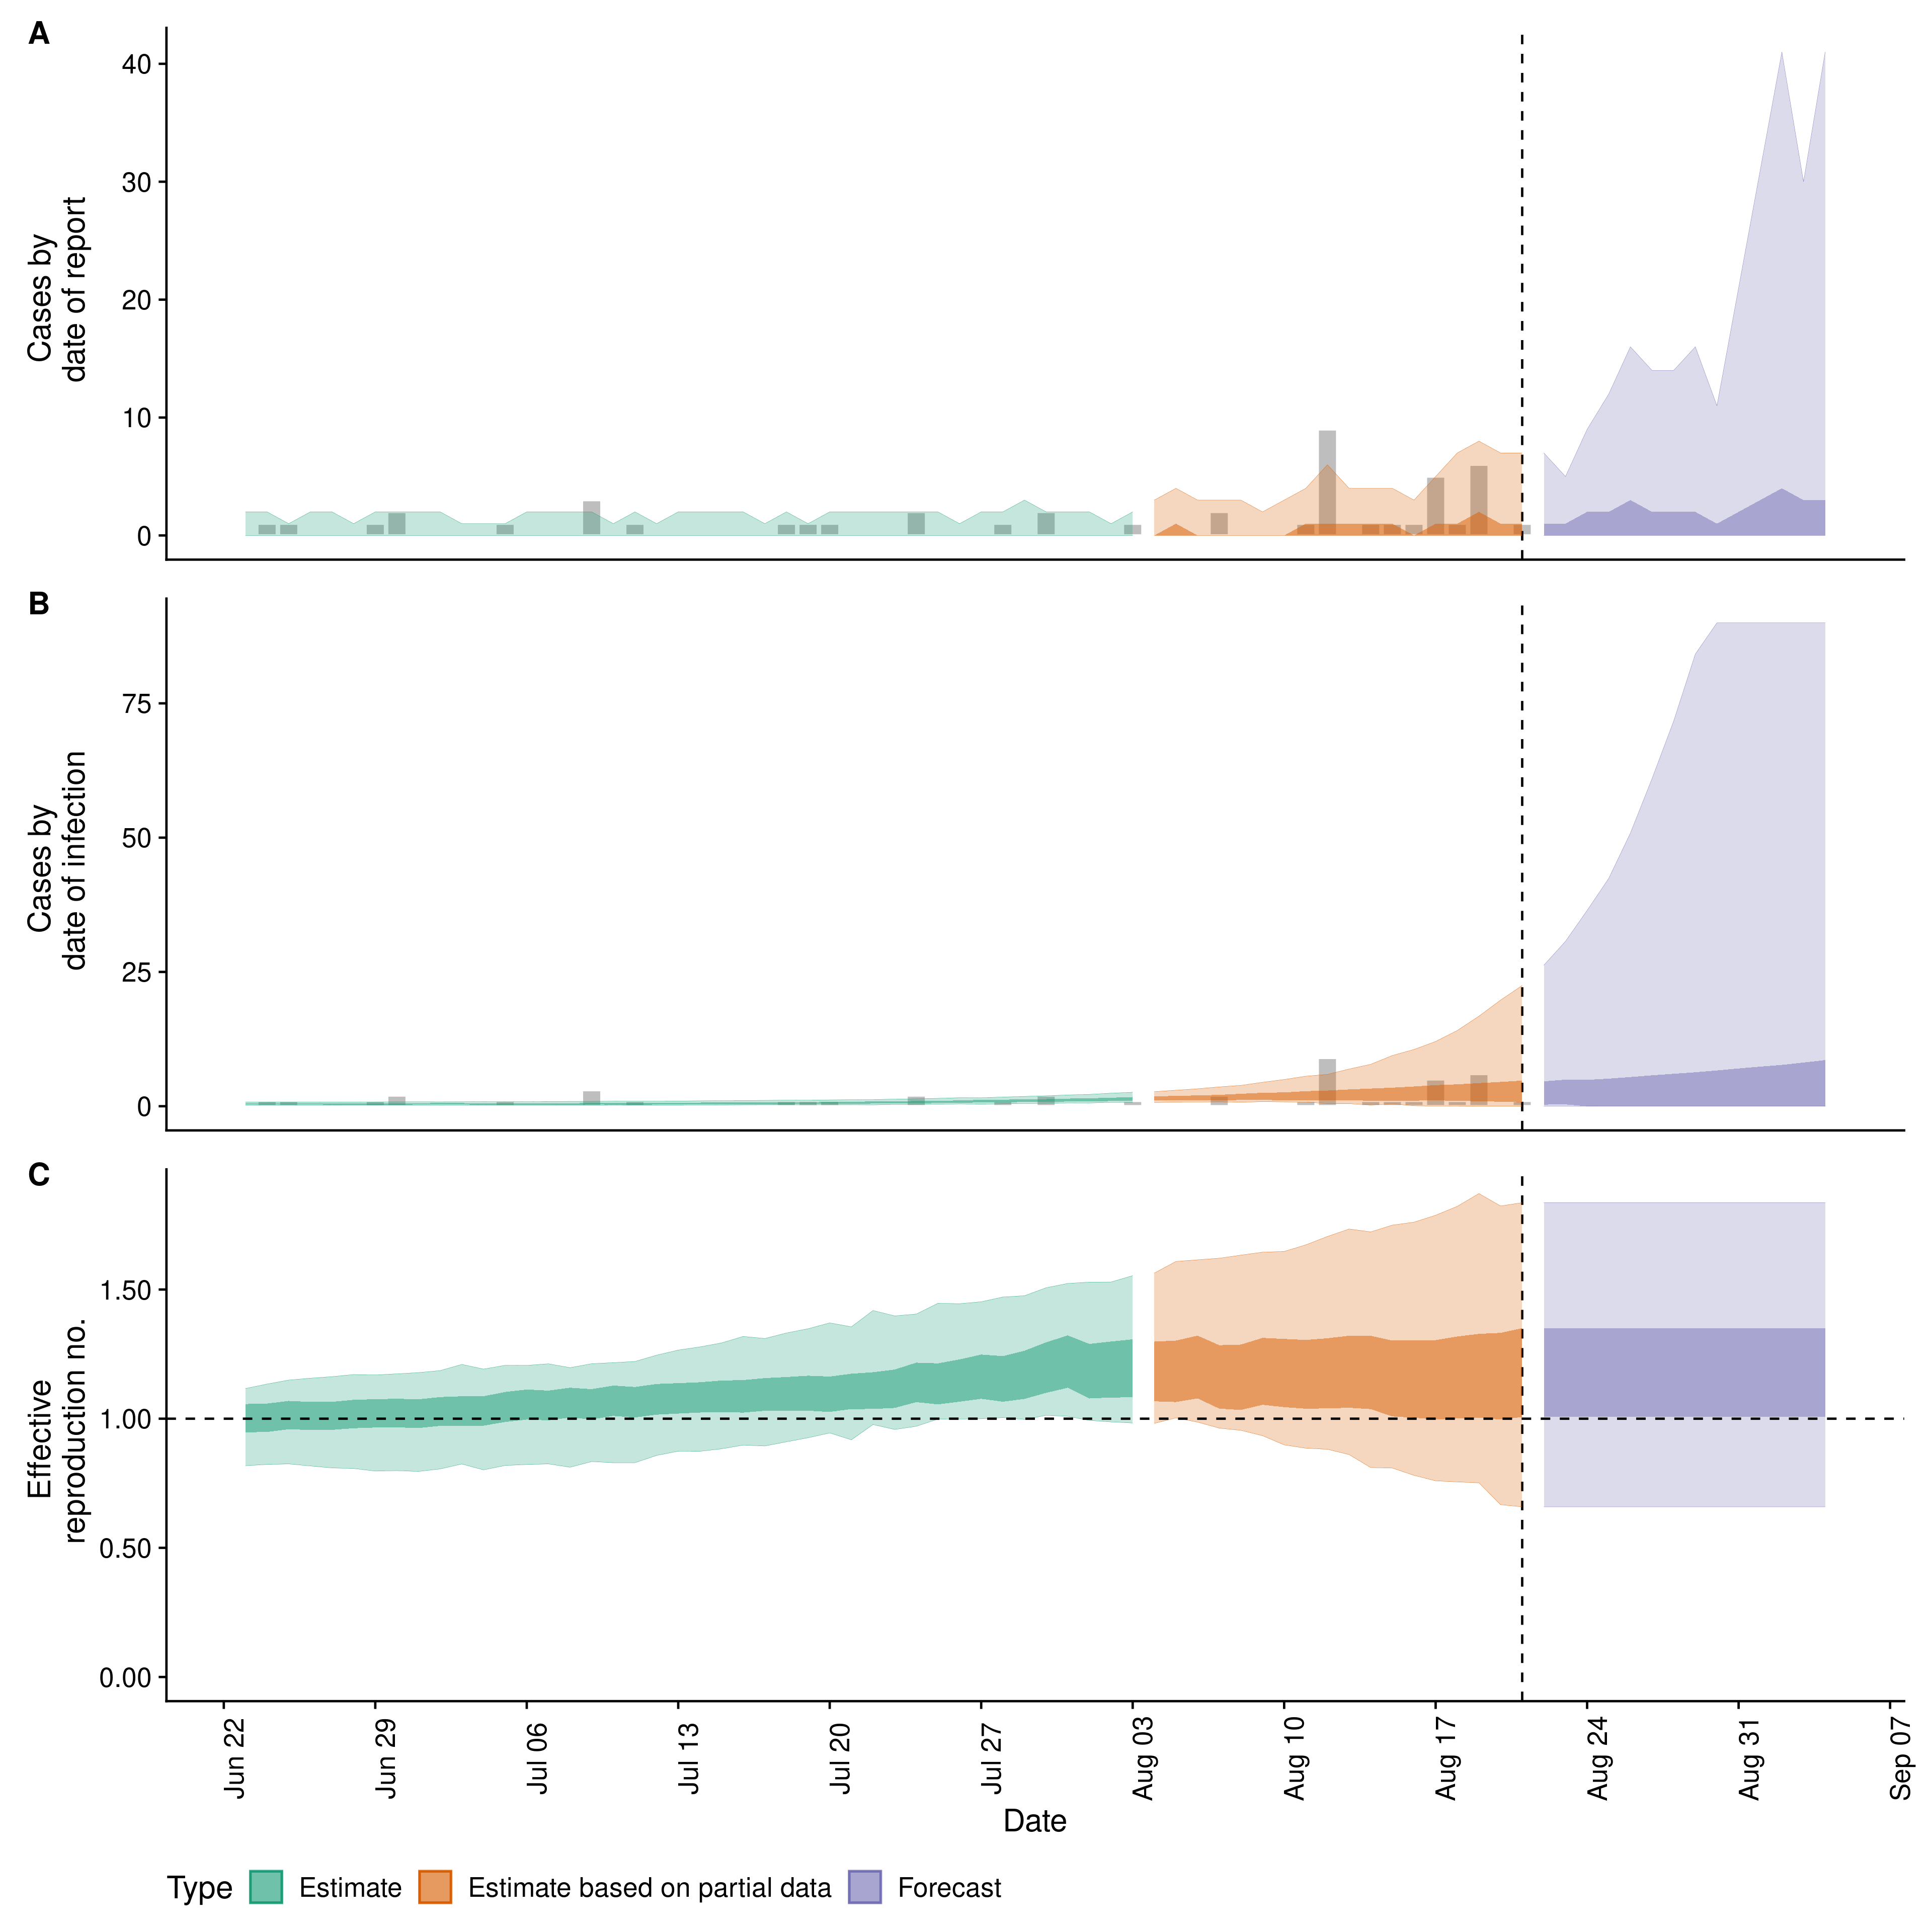 A
40
30
20
10
0
Cases by
date of report
B
75
50
25
0
Cases by
date of infection
C
1.50
1.00
0.50
0.00
Effective
reproduction no.
Jun 22
Jun 29
Jul 06
Jul 13
Jul 20
Jul 27
Aug 03
Aug 10
Aug 17
Aug 24
Aug 31
Sep 07
Date
Type Estimate Estimate based on partial data Forecast